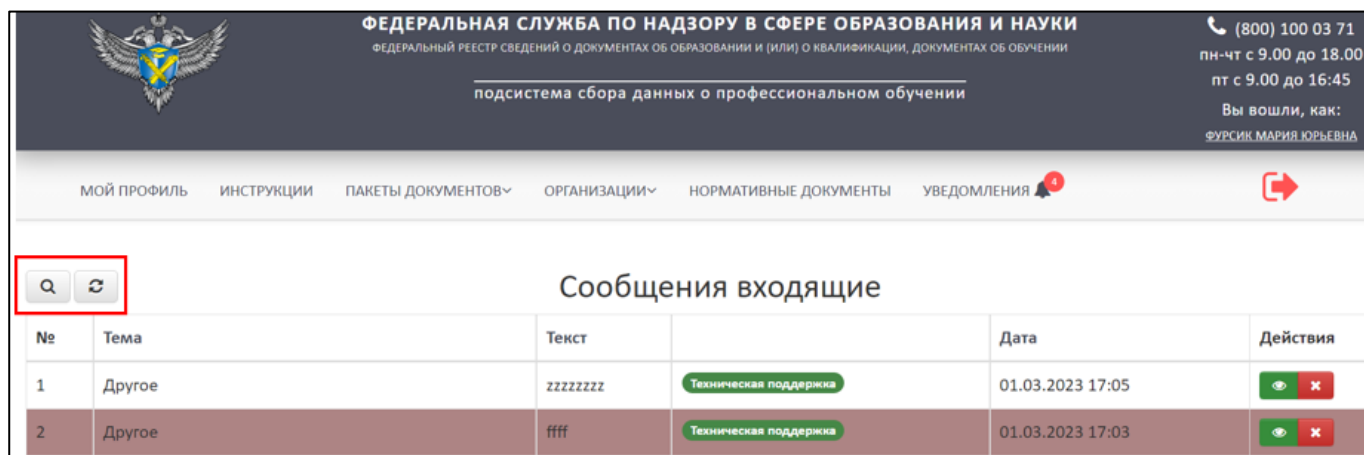 ФЕДЕРАЛЬНАЯ СЛУЖБА ПО НАДЗОРУ В СФЕРЕ ОБРАЗОВАНИЯ И НАУКИ
ФЕДЕРАЛЬНЫЙ РЕЕСТР СВЕДЕНИЙ О ДОКУМЕНТАХ ОБ ОБРАЗОВАНИИ И (ИЛИ) О КВАЛИФИКАЦИИ, ДОКУМЕНТАХ ОБ ОБУЧЕНИИ
подсистема сбора данных о профессиональном обучении
(800) 100 03 71
пн-чт с 9.00 до 18.00
пт с 9.00 до 16:45
Вы вошли, как:
ФУРСИК МАРИЯ ЮРЬЕВНА
МОЙ ПРОФИЛЬ ИНСТРУКЦИИ ПАКЕТЫ ДОКУМЕНТОВ ОРГАНИЗАЦИИ НОРМАТИВНЫЕ ДОКУМЕНТЫ УВЕДОМЛЕНИЯ 4
Сообщения входящие
№ Тема Текст Дата Действия
1 Другое zzzzzzzz Техническая поддержка 01.03.2023 17:05
2 Другое ffff Техническая поддержка 01.03.2023 17:03